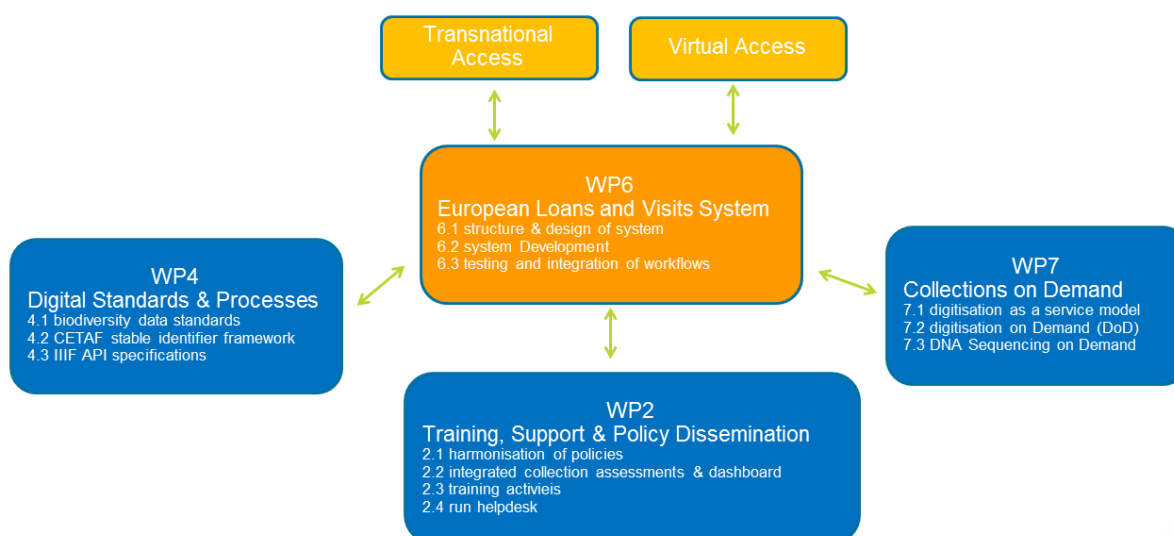 Transnational
Access
Virtual Access
WP6
European Loans and Visits System
6.1 structure & design of system
6.2 system Development
6.3 testing and integration of workflows
WP4
Digital Standards & Processes
4.1 biodiversity data standards
4.2 CETAF stable identifier framework
4.3 IIIF API specifications
WP7
Collections on Demand
7.1 digitisation as a service model
7.2 digitisation on Demand (DoD)
7.3 DNA Sequencing on Demand
WP2
Training, Support & Policy Dissemination
2.1 harmonisation of policies
2.2 integrated collection assessments & dashboard
2.3 training activieis
2.4 run helpdesk